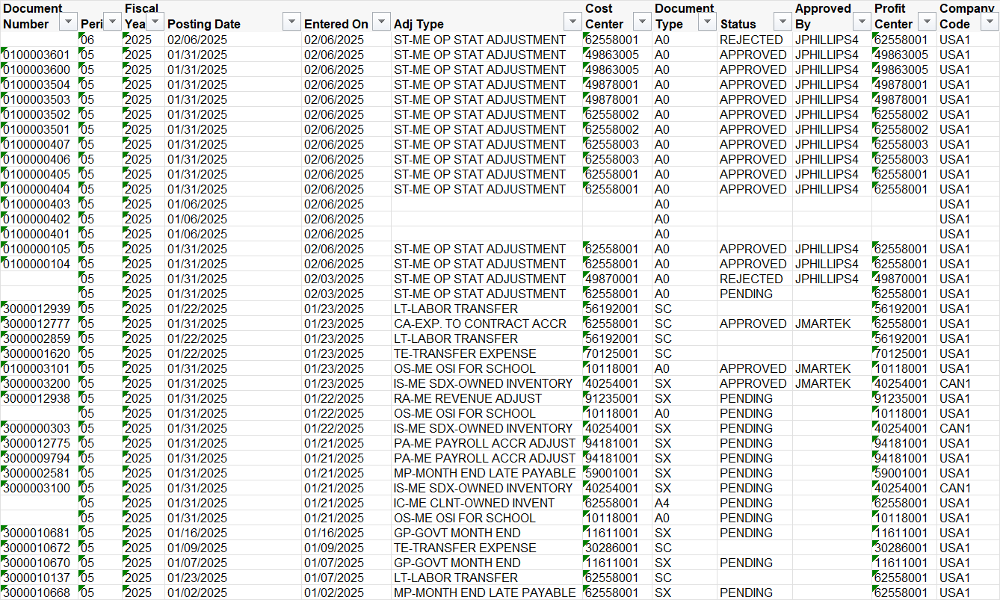 Document Fiscal Cost Document Approved Profit Company
Number Peri Yea Posting Date Entered On Adj Type Center Type Status By Center Code
06 2025 02/06/2025 02/06/2025 ST-ME OP STAT ADJUSTMENT 62558001 A0 REJECTED JPHILLIPS4 62558001 USA1
0100003601 05 2025 01/31/2025 02/06/2025 ST-ME OP STAT ADJUSTMENT 49863005 A0 APPROVED JPHILLIPS4 49863005 USA1
0100003600 05 2025 01/31/2025 02/06/2025 ST-ME OP STAT ADJUSTMENT 49863005 A0 APPROVED JPHILLIPS4 49863005 USA1
0100003504 05 2025 01/31/2025 02/06/2025 ST-ME OP STAT ADJUSTMENT 49878001 A0 APPROVED JPHILLIPS4 49878001 USA1
0100003503 05 2025 01/31/2025 02/06/2025 ST-ME OP STAT ADJUSTMENT 49878001 A0 APPROVED JPHILLIPS4 49878001 USA1
0100003502 05 2025 01/31/2025 02/06/2025 ST-ME OP STAT ADJUSTMENT 62558002 A0 APPROVED JPHILLIPS4 62558002 USA1
0100003501 05 2025 01/31/2025 02/06/2025 ST-ME OP STAT ADJUSTMENT 62558002 A0 APPROVED JPHILLIPS4 62558002 USA1
0100000407 05 2025 01/31/2025 02/06/2025 ST-ME OP STAT ADJUSTMENT 62558003 A0 APPROVED JPHILLIPS4 62558003 USA1
0100000406 05 2025 01/31/2025 02/06/2025 ST-ME OP STAT ADJUSTMENT 62558003 A0 APPROVED JPHILLIPS4 62558003 USA1
0100000405 05 2025 01/31/2025 02/06/2025 ST-ME OP STAT ADJUSTMENT 62558001 A0 APPROVED JPHILLIPS4 62558001 USA1
0100000404 05 2025 01/31/2025 02/06/2025 ST-ME OP STAT ADJUSTMENT 62558001 A0 APPROVED JPHILLIPS4 62558001 USA1
0100000403 05 2025 01/06/2025 02/06/2025 A0 USA1
0100000402 05 2025 01/06/2025 02/06/2025 A0 USA1
0100000401 05 2025 01/06/2025 02/06/2025 A0 USA1
0100000105 05 2025 01/31/2025 02/06/2025 ST-ME OP STAT ADJUSTMENT 62558001 A0 APPROVED JPHILLIPS4 62558001 USA1
0100000104 05 2025 01/31/2025 02/06/2025 ST-ME OP STAT ADJUSTMENT 62558001 A0 APPROVED JPHILLIPS4 62558001 USA1
05 2025 01/31/2025 02/03/2025 ST-ME OP STAT ADJUSTMENT 49870001 A0 REJECTED JPHILLIPS4 49870001 USA1
05 2025 01/31/2025 02/03/2025 ST-ME OP STAT ADJUSTMENT 62558001 A0 PENDING 62558001 USA1
3000012939 05 2025 01/22/2025 01/23/2025 LT-LABOR TRANSFER 56192001 SC 56192001 USA1
3000012777 05 2025 01/31/2025 01/23/2025 CA-EXP. TO CONTRACT ACCR 62558001 SC APPROVED JMARTEK 62558001 USA1
3000002859 05 2025 01/22/2025 01/23/2025 LT-LABOR TRANSFER 56192001 SC 56192001 USA1
3000001620 05 2025 01/22/2025 01/23/2025 TE-TRANSFER EXPENSE 70125001 SC 70125001 USA1
0100003101 05 2025 01/31/2025 01/23/2025 OS-ME OSI FOR SCHOOL 10118001 A0 APPROVED JMARTEK 10118001 USA1
3000003200 05 2025 01/31/2025 01/23/2025 IS-ME SDX-OWNED INVENTORY 40254001 SX APPROVED JMARTEK 40254001 CAN1
3000012938 05 2025 01/31/2025 01/22/2025 RA-ME REVENUE ADJUST 91235001 SX PENDING 91235001 USA1
05 2025 01/31/2025 01/22/2025 OS-ME OSI FOR SCHOOL 10118001 A0 PENDING 10118001 USA1
3000000303 05 2025 01/31/2025 01/22/2025 IS-ME SDX-OWNED INVENTORY 40254001 SX PENDING 40254001 CAN1
3000012775 05 2025 01/31/2025 01/21/2025 PA-ME PAYROLL ACCR ADJUST 94181001 SX PENDING 94181001 USA1
3000009794 05 2025 01/31/2025 01/21/2025 PA-ME PAYROLL ACCR ADJUST 94181001 SX PENDING 94181001 USA1
3000002581 05 2025 01/31/2025 01/21/2025 MP-MONTH END LATE PAYABLE 59001001 SX PENDING 59001001 USA1
3000003100 05 2025 01/31/2025 01/21/2025 IS-ME SDX-OWNED INVENTORY 40254001 SX PENDING 40254001 CAN1
05 2025 01/31/2025 01/21/2025 IC-ME CLNT-OWNED INVENT 62558001 A4 PENDING 62558001 USA1
05 2025 01/31/2025 01/21/2025 OS-ME OSI FOR SCHOOL 10118001 A0 PENDING 10118001 USA1
3000010681 05 2025 01/16/2025 01/16/2025 GP-GOVT MONTH END 11611001 SX PENDING 11611001 USA1
3000010672 05 2025 01/09/2025 01/09/2025 TE-TRANSFER EXPENSE 30286001 SC 30286001 USA1
3000010670 05 2025 01/07/2025 01/07/2025 GP-GOVT MONTH END 11611001 SX PENDING 11611001 USA1
3000010137 05 2025 01/23/2025 01/07/2025 LT-LABOR TRANSFER 62558001 SC 62558001 USA1
3000010668 05 2025 01/02/2025 01/02/2025 MP-MONTH END LATE PAYABLE 62558001 SX PENDING 62558001 USA1